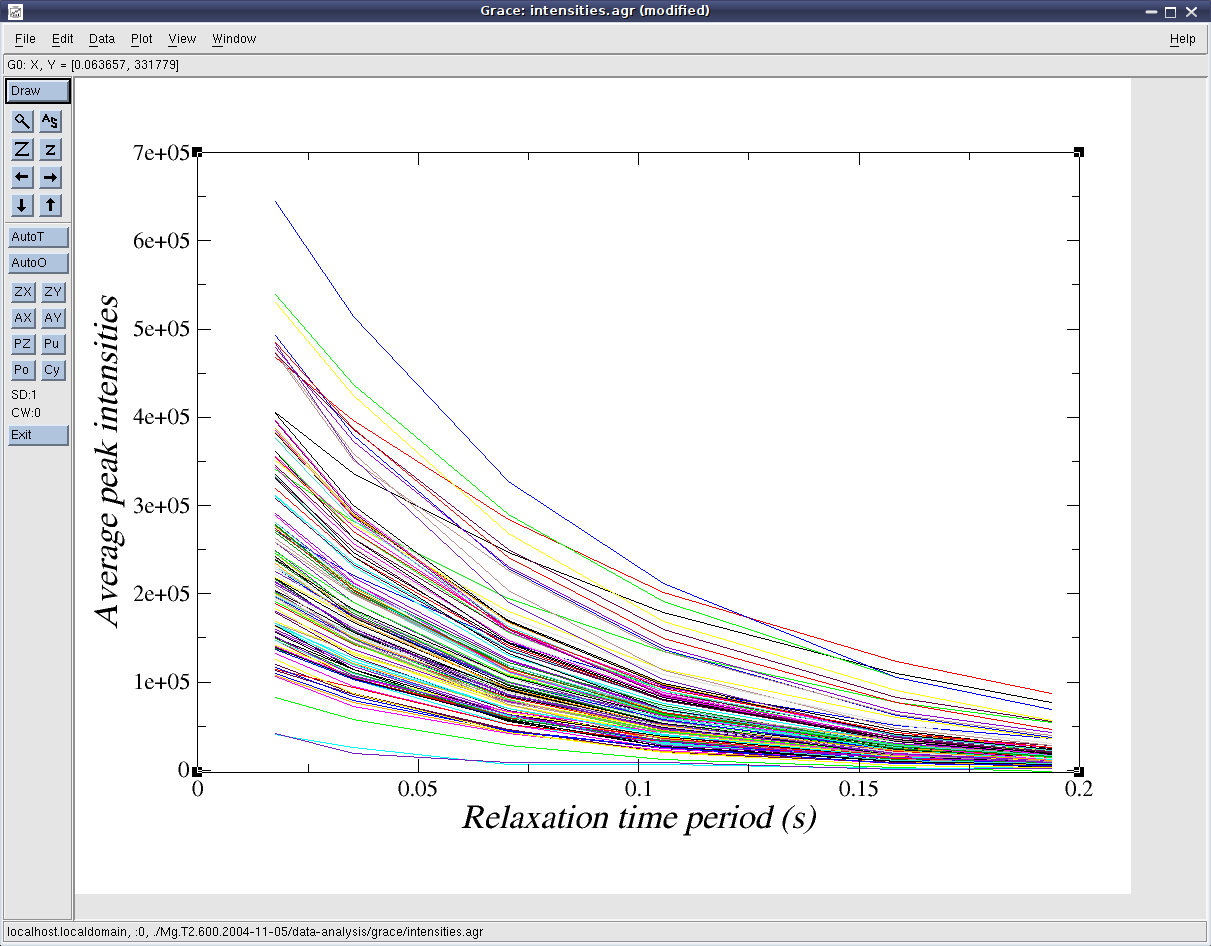 Grace: intensities.agr (modified)
File Edit Data Plot View Window Help
G0: X, Y = [0.063657, 331779]
Draw
A S
Z z
AutoT
AutoO
ZX ZY
AX AY
PZ Pu
Po Cy
SD:1
CW:0
Exit
7e+05
6e+05
5e+05
4e+05
3e+05
2e+05
1e+05
0
Average peak intensities
0 0.05 0.1 0.15 0.2
Relaxation time period (s)
localhost.localdomain, :0, ./Mg.T2.600.2004-11-05/data-analysis/grace/intensities.agr